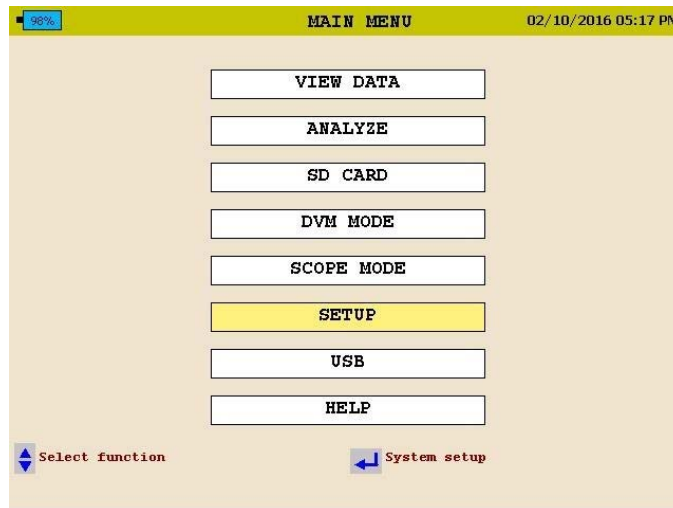 98% MAIN MENU 02/10/2016 05:17 PM
VIEW DATA
ANALYZE
SD CARD
DVM MODE
SCOPE MODE
SETUP
USB
HELP
Select function System setup